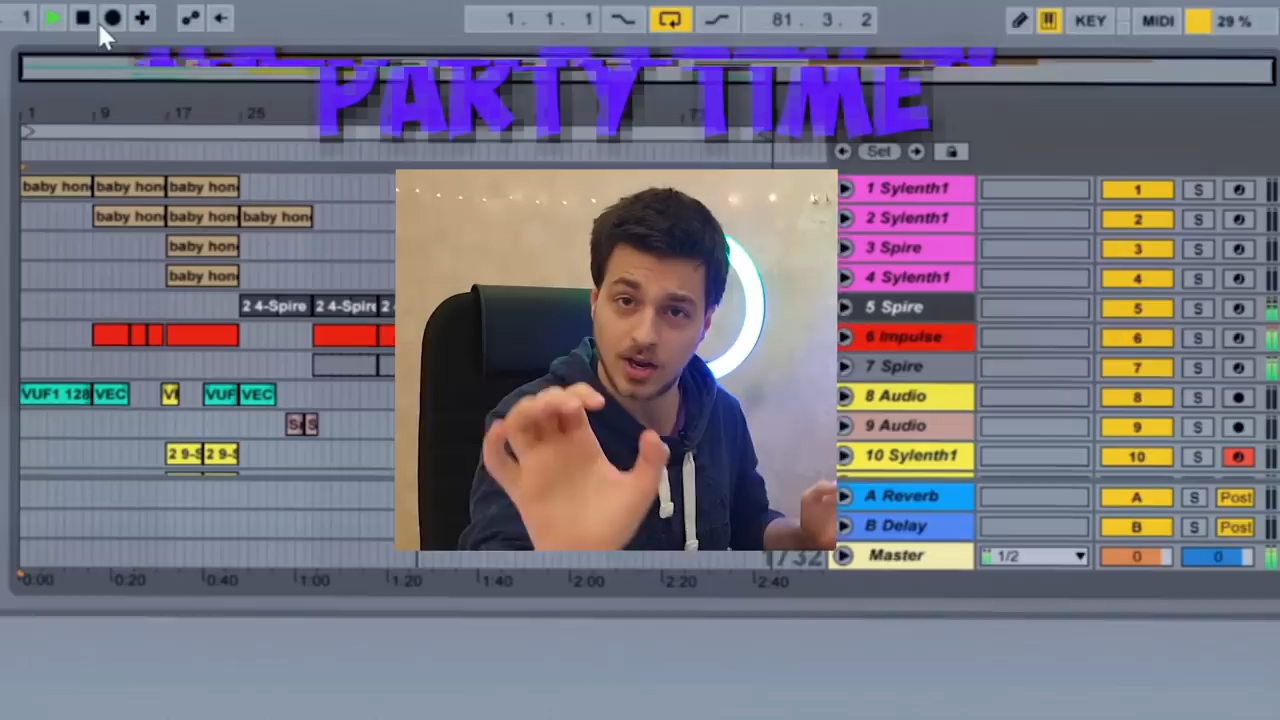 1 1. 1. 1 81. 3. 2 KEY MIDI 29 %
PARTY TIME
1 9 17 25
Set
baby hon baby hon baby hon 1 Sylenth1 1 S
baby hon baby hon baby hon 2 Sylenth1 2 S
baby hon 3 Spire 3 S
baby hon 4 Sylenth1 4 S
2 4-Spire 2 4-Spire 2 4 5 Spire 5 S
6 Impulse 6 S
7 Spire 7 S
VUF1 128 VEC VUF VEC 8 Audio 8 S
S S 9 Audio 9 S
2 9-S 2 9-S 10 Sylenth1 10 S
A Reverb A S Post
B Delay B S Post
1/32 Master 1/2 0 0
0:00 0:20 0:40 1:00 1:20 1:40 2:00 2:20 2:40